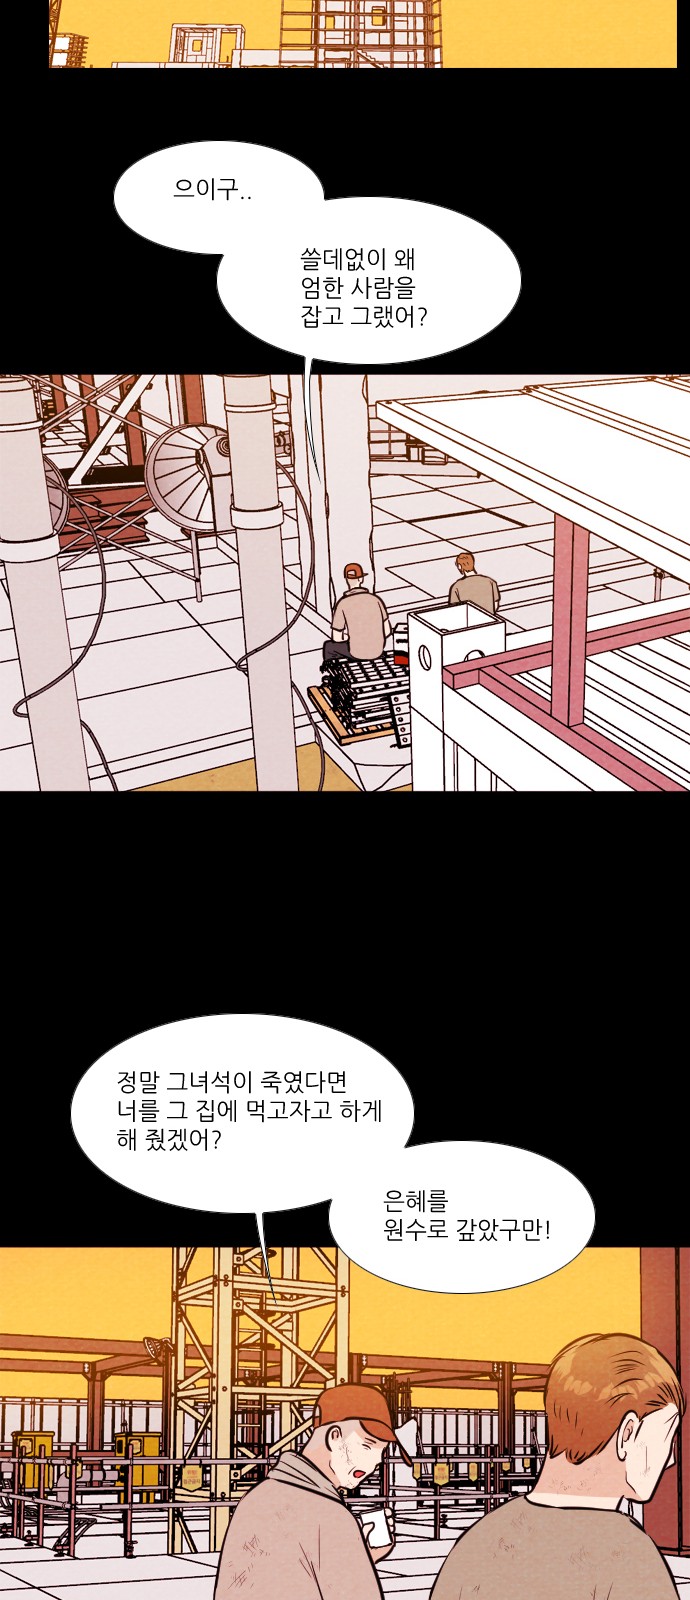 으이구..
쓸데없이 왜
엄한 사람을
잡고 그랬어?
정말 그녀석이 죽였다면
너를 그 집에 먹고자고 하게
해 줬겠어?
은혜를
원수로 갚았구만!